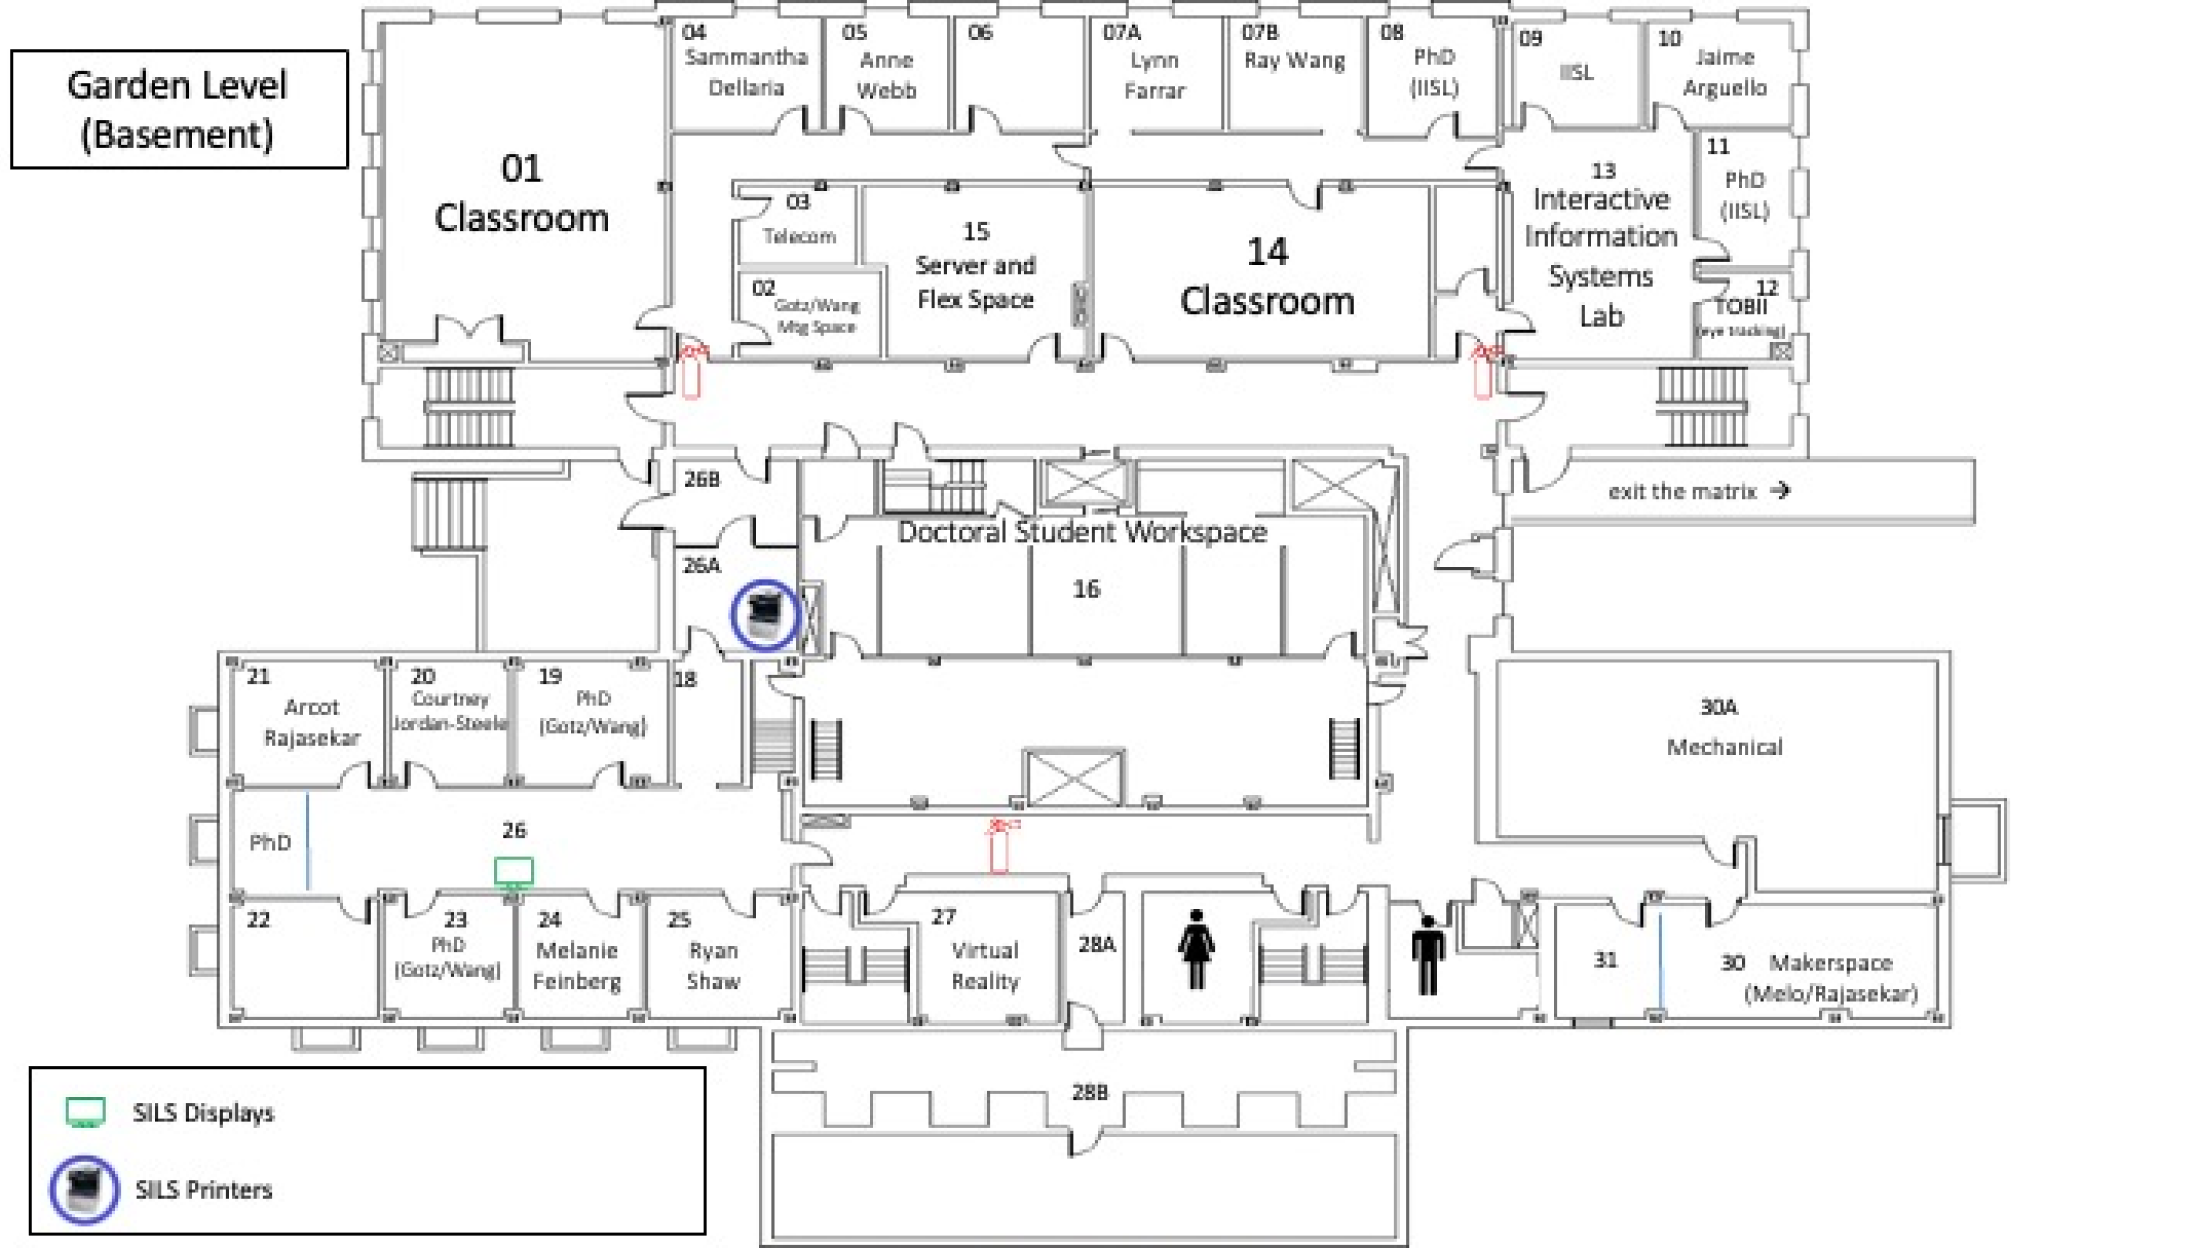 Garden Level
(Basement)
01
Classroom
04
Sammantha
Dellaria
05
Anne
Webb
06
07A
Lynn
Farrar
07B
Ray Wang
08
PhD
(IISL)
09
IISL
10
Jaime
Arguello
11
PhD
(IISL)
12
TOBII
(eye tracking)
13
Interactive
Information
Systems
Lab
03
Telecom
02
Gotz/Wang
Mtg Space
15
Server and
Flex Space
14
Classroom
exit the matrix →
26B
26A
Doctoral Student Workspace
16
21
Arcot
Rajasekar
20
Courtney
Jordan-Steele
19
PhD
(Gotz/Wang)
18
30A
Mechanical
PhD
26
22
23
PhD
(Gotz/Wang)
24
Melanie
Feinberg
25
Ryan
Shaw
27
Virtual
Reality
28A
31
30 Makerspace
(Melo/Rajasekar)
28B
SILS Displays
SILS Printers